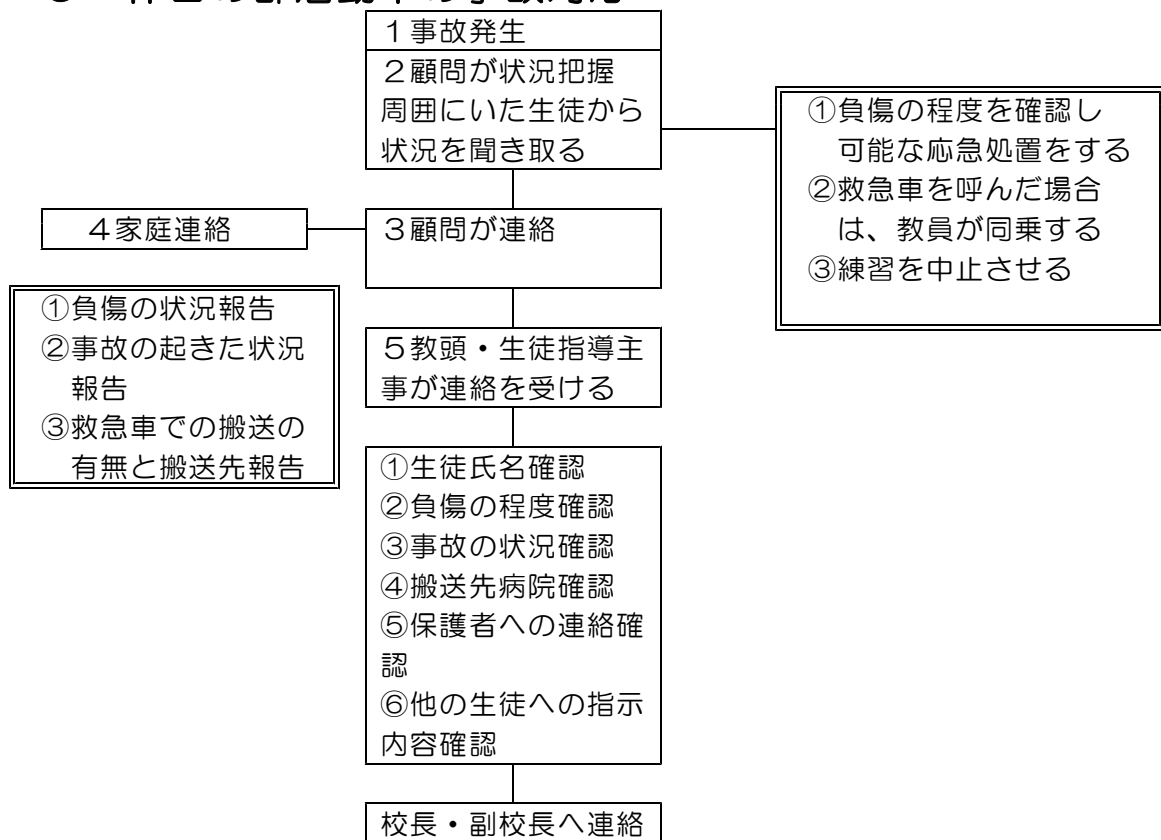 １事故発生
２顧問が状況把握
周囲にいた生徒から
状況を聞き取る
①負傷の程度を確認し
可能な応急処置をする
②救急車を呼んだ場合
は、教員が同乗する
③練習を中止させる
４家庭連絡
３顧問が連絡
①負傷の状況報告
②事故の起きた状況
報告
③救急車での搬送の
有無と搬送先報告
５教頭・生徒指導主
事が連絡を受ける
①生徒氏名確認
②負傷の程度確認
③事故の状況確認
④搬送先病院確認
⑤保護者への連絡確
認
⑥他の生徒への指示
内容確認
校長・副校長へ連絡